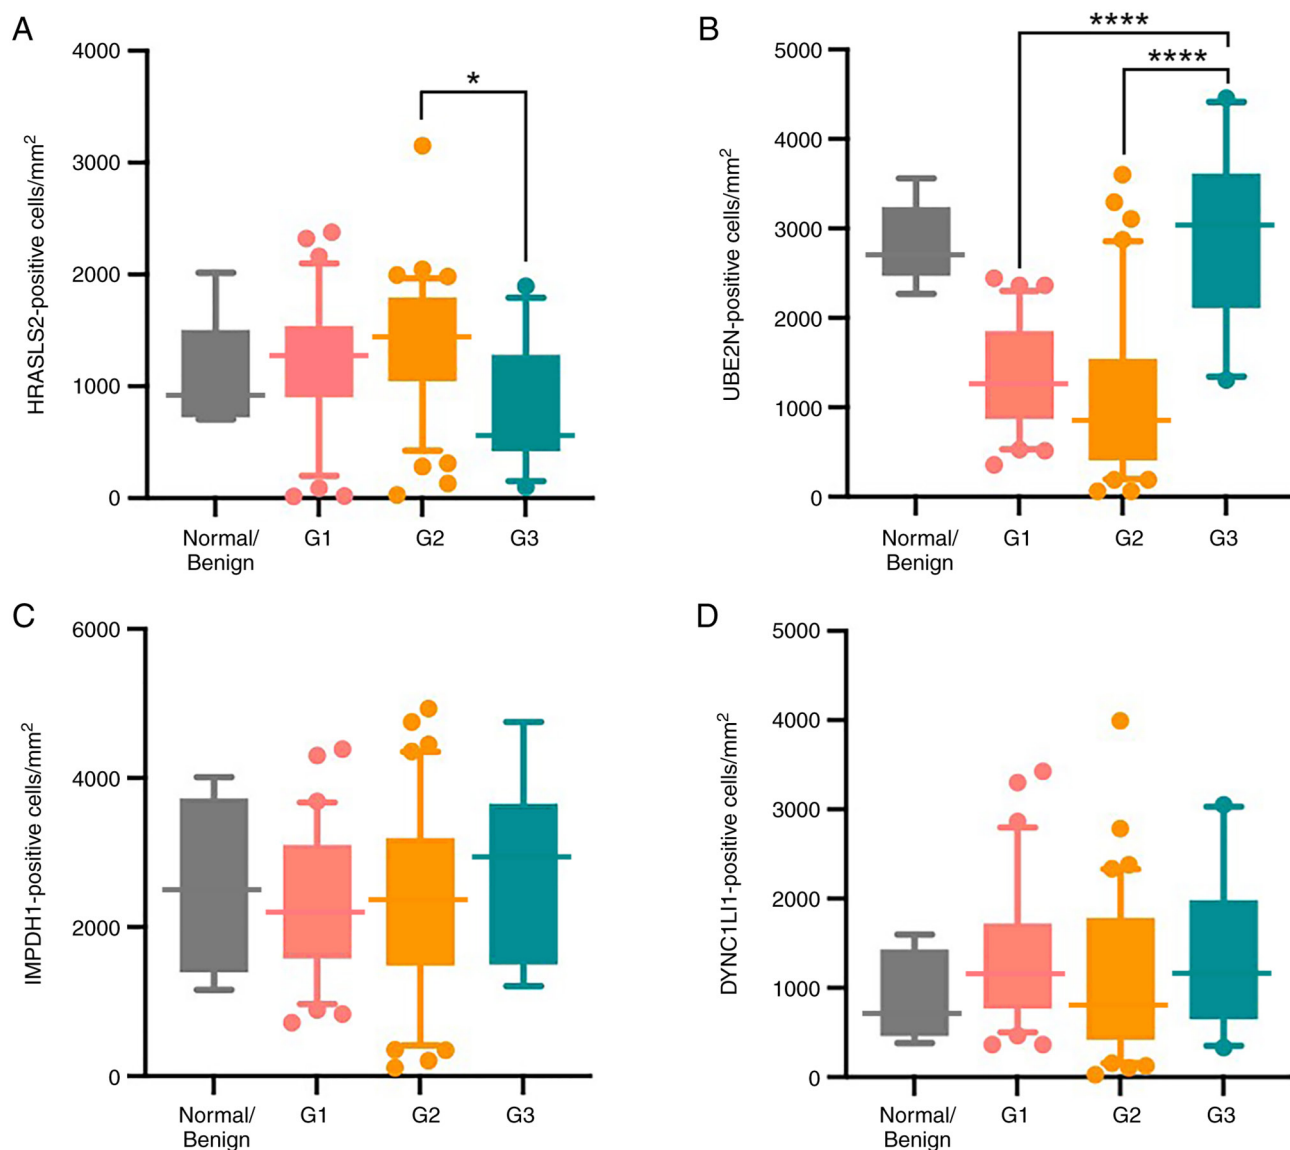 A
HRASLS2-positive cells/mm²
4000
3000
2000
1000
0
*
Normal/
Benign
G1
G2
G3
B
UBE2N-positive cells/mm²
5000
4000
3000
2000
1000
0
****
****
Normal/
Benign
G1
G2
G3
C
IMPDH1-positive cells/mm²
6000
4000
2000
0
Normal/
Benign
G1
G2
G3
D
DYNC1LI1-positive cells/mm²
5000
4000
3000
2000
1000
0
Normal/
Benign
G1
G2
G3